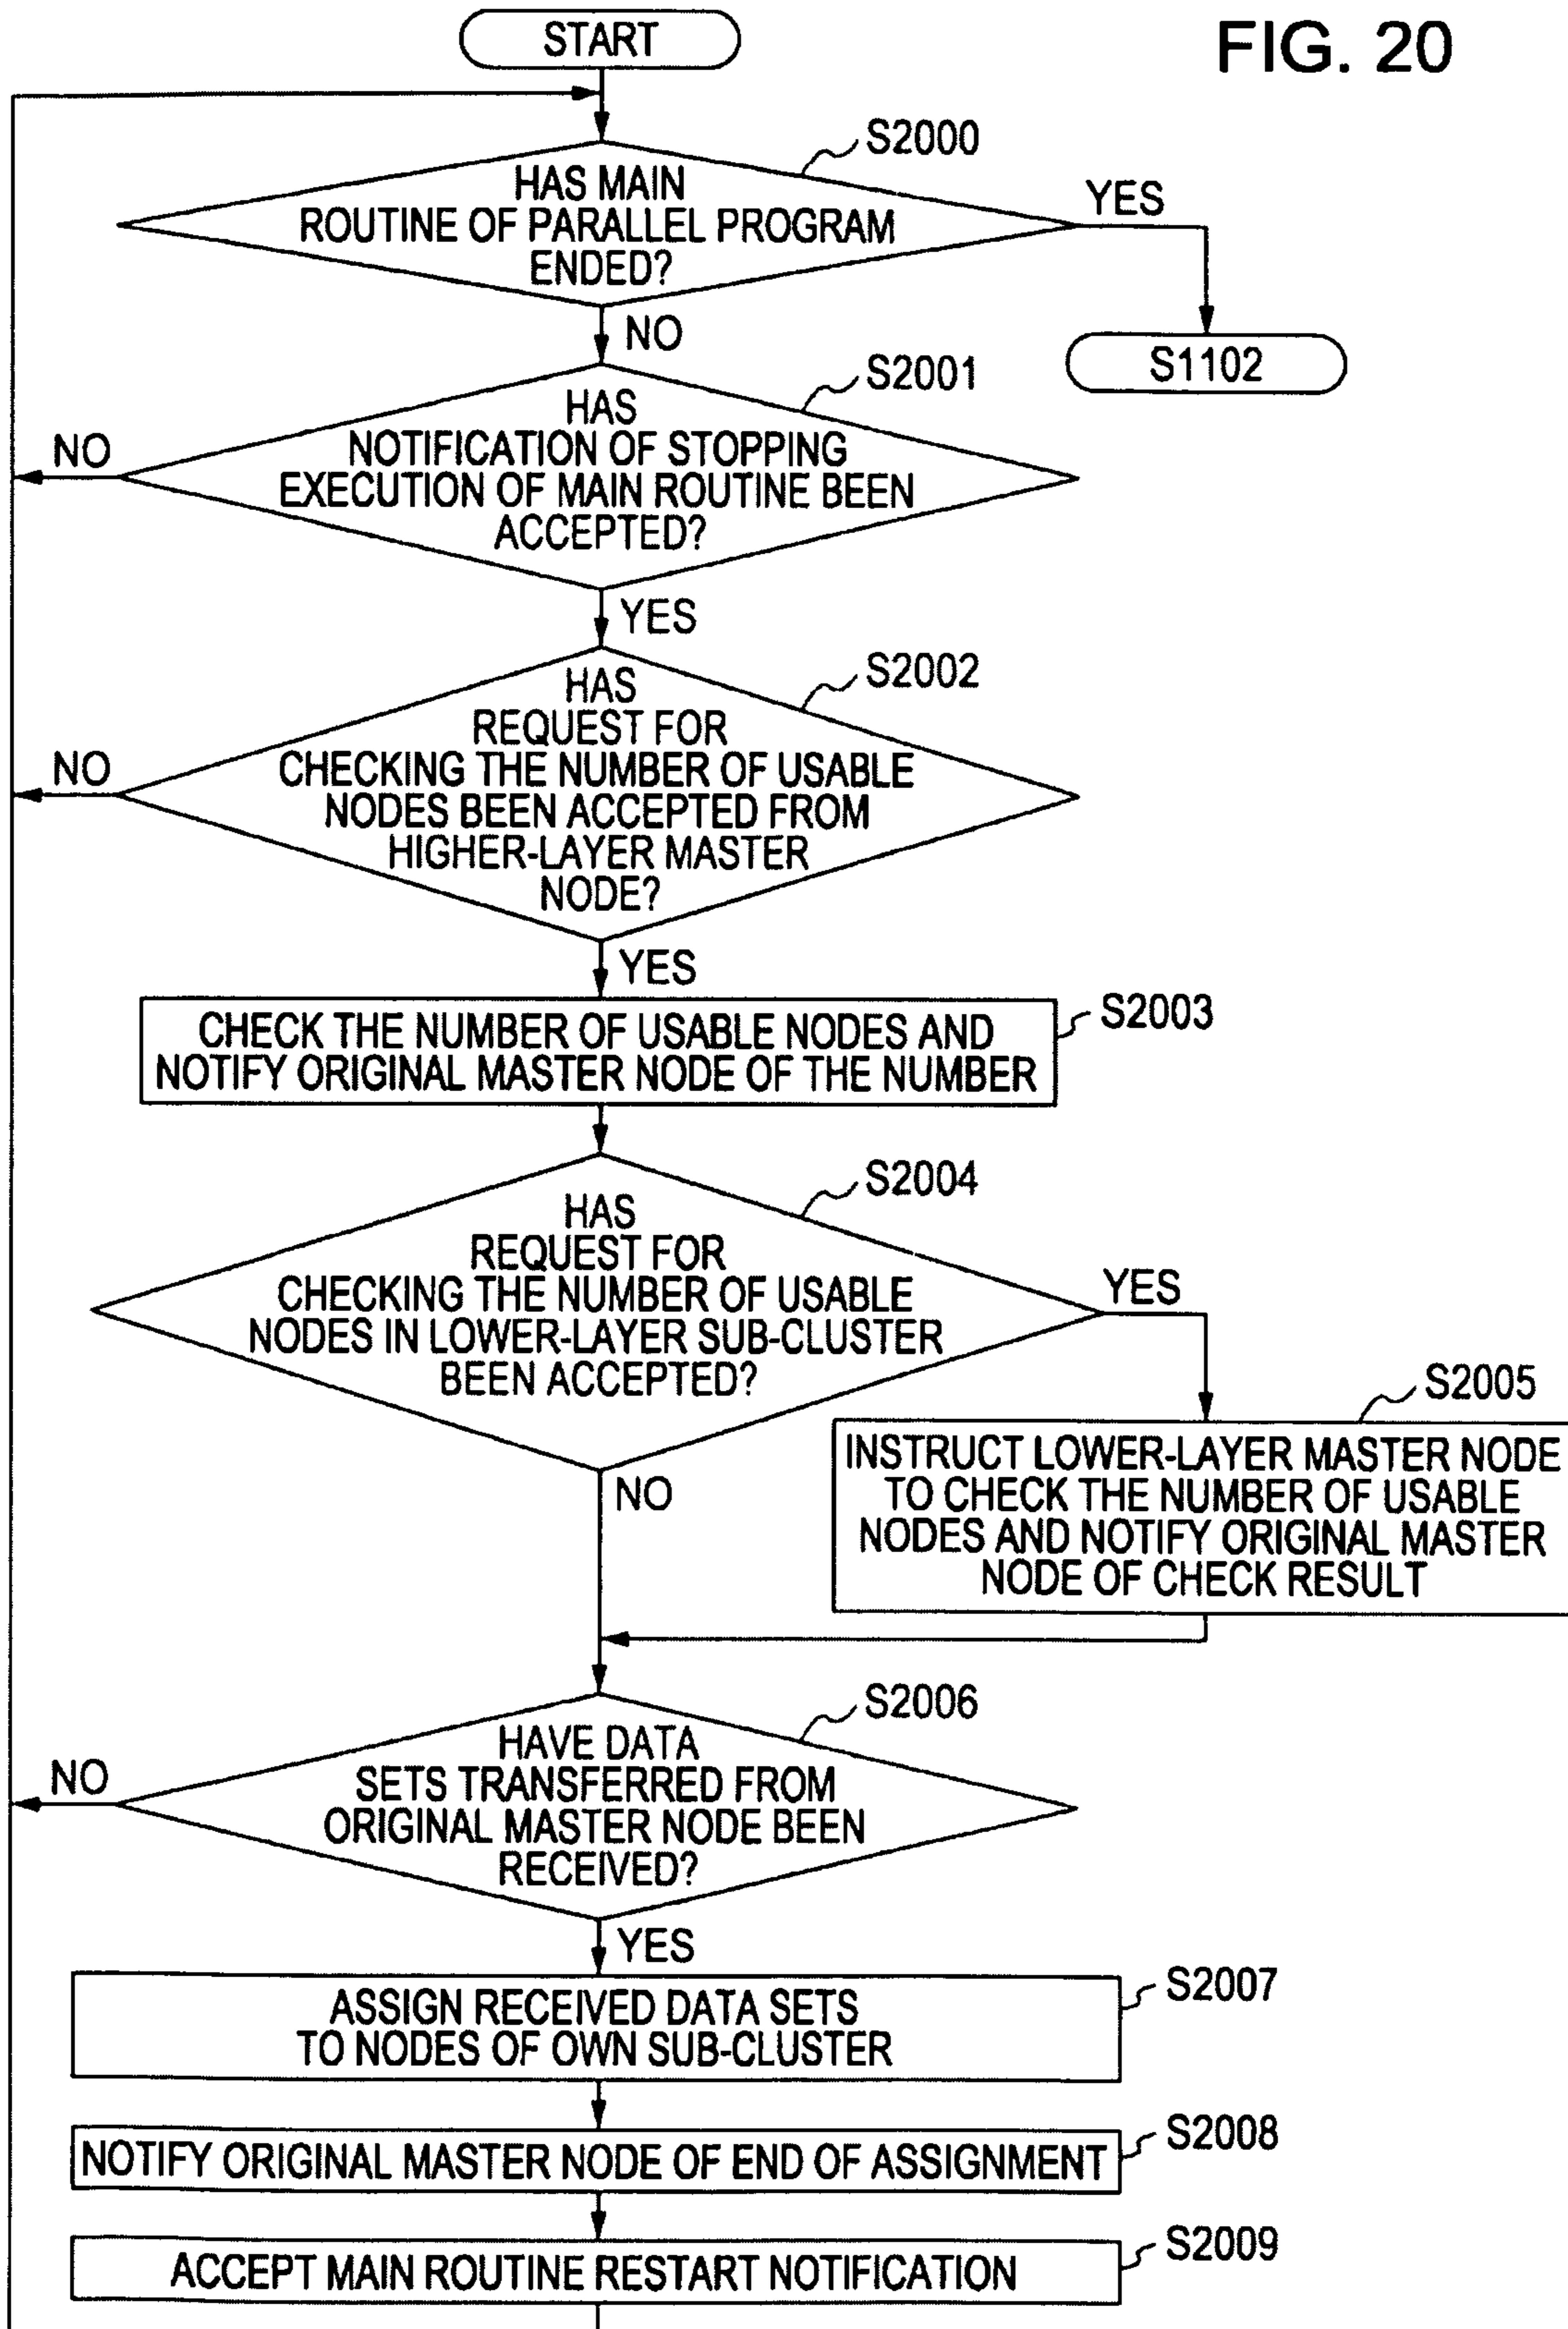 FIG. 20
START
S2000
HAS MAIN
ROUTINE OF PARALLEL PROGRAM
ENDED?
YES
NO
S1102
S2001
HAS
NOTIFICATION OF STOPPING
EXECUTION OF MAIN ROUTINE BEEN
ACCEPTED?
NO
YES
S2002
HAS
REQUEST FOR
CHECKING THE NUMBER OF USABLE
NODES BEEN ACCEPTED FROM
HIGHER-LAYER MASTER
NODE?
NO
YES
S2003
CHECK THE NUMBER OF USABLE NODES AND
NOTIFY ORIGINAL MASTER NODE OF THE NUMBER
S2004
HAS
REQUEST FOR
CHECKING THE NUMBER OF USABLE
NODES IN LOWER-LAYER SUB-CLUSTER
BEEN ACCEPTED?
YES
NO
S2005
INSTRUCT LOWER-LAYER MASTER NODE
TO CHECK THE NUMBER OF USABLE
NODES AND NOTIFY ORIGINAL MASTER
NODE OF CHECK RESULT
S2006
HAVE DATA
SETS TRANSFERRED FROM
ORIGINAL MASTER NODE BEEN
RECEIVED?
NO
YES
S2007
ASSIGN RECEIVED DATA SETS
TO NODES OF OWN SUB-CLUSTER
S2008
NOTIFY ORIGINAL MASTER NODE OF END OF ASSIGNMENT
S2009
ACCEPT MAIN ROUTINE RESTART NOTIFICATION